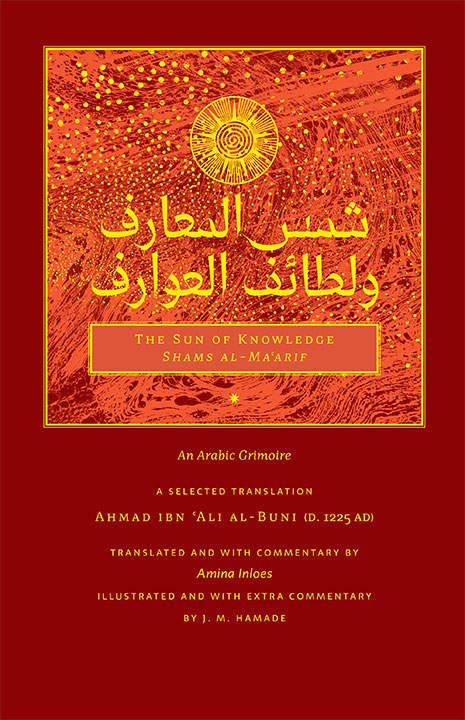 شمس المعارف
ولطائف العوارف
The Sun of Knowledge
Shams al-Maʿarif
An Arabic Grimoire
A SELECTED TRANSLATION
Ahmad ibn ʿAli al-Buni (d. 1225 AD)
TRANSLATED AND WITH COMMENTARY BY
Amina Inloes
ILLUSTRATED AND WITH EXTRA COMMENTARY
BY J. M. HAMADE